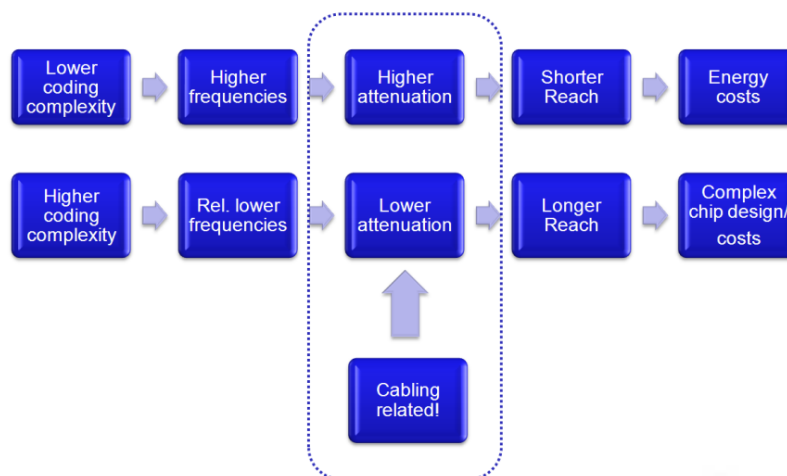 Lower
coding
complexity
Higher
frequencies
Higher
attenuation
Shorter
Reach
Energy
costs
Higher
coding
complexity
Rel. lower
frequencies
Lower
attenuation
Longer
Reach
Complex
chip design/
costs
Cabling
related!